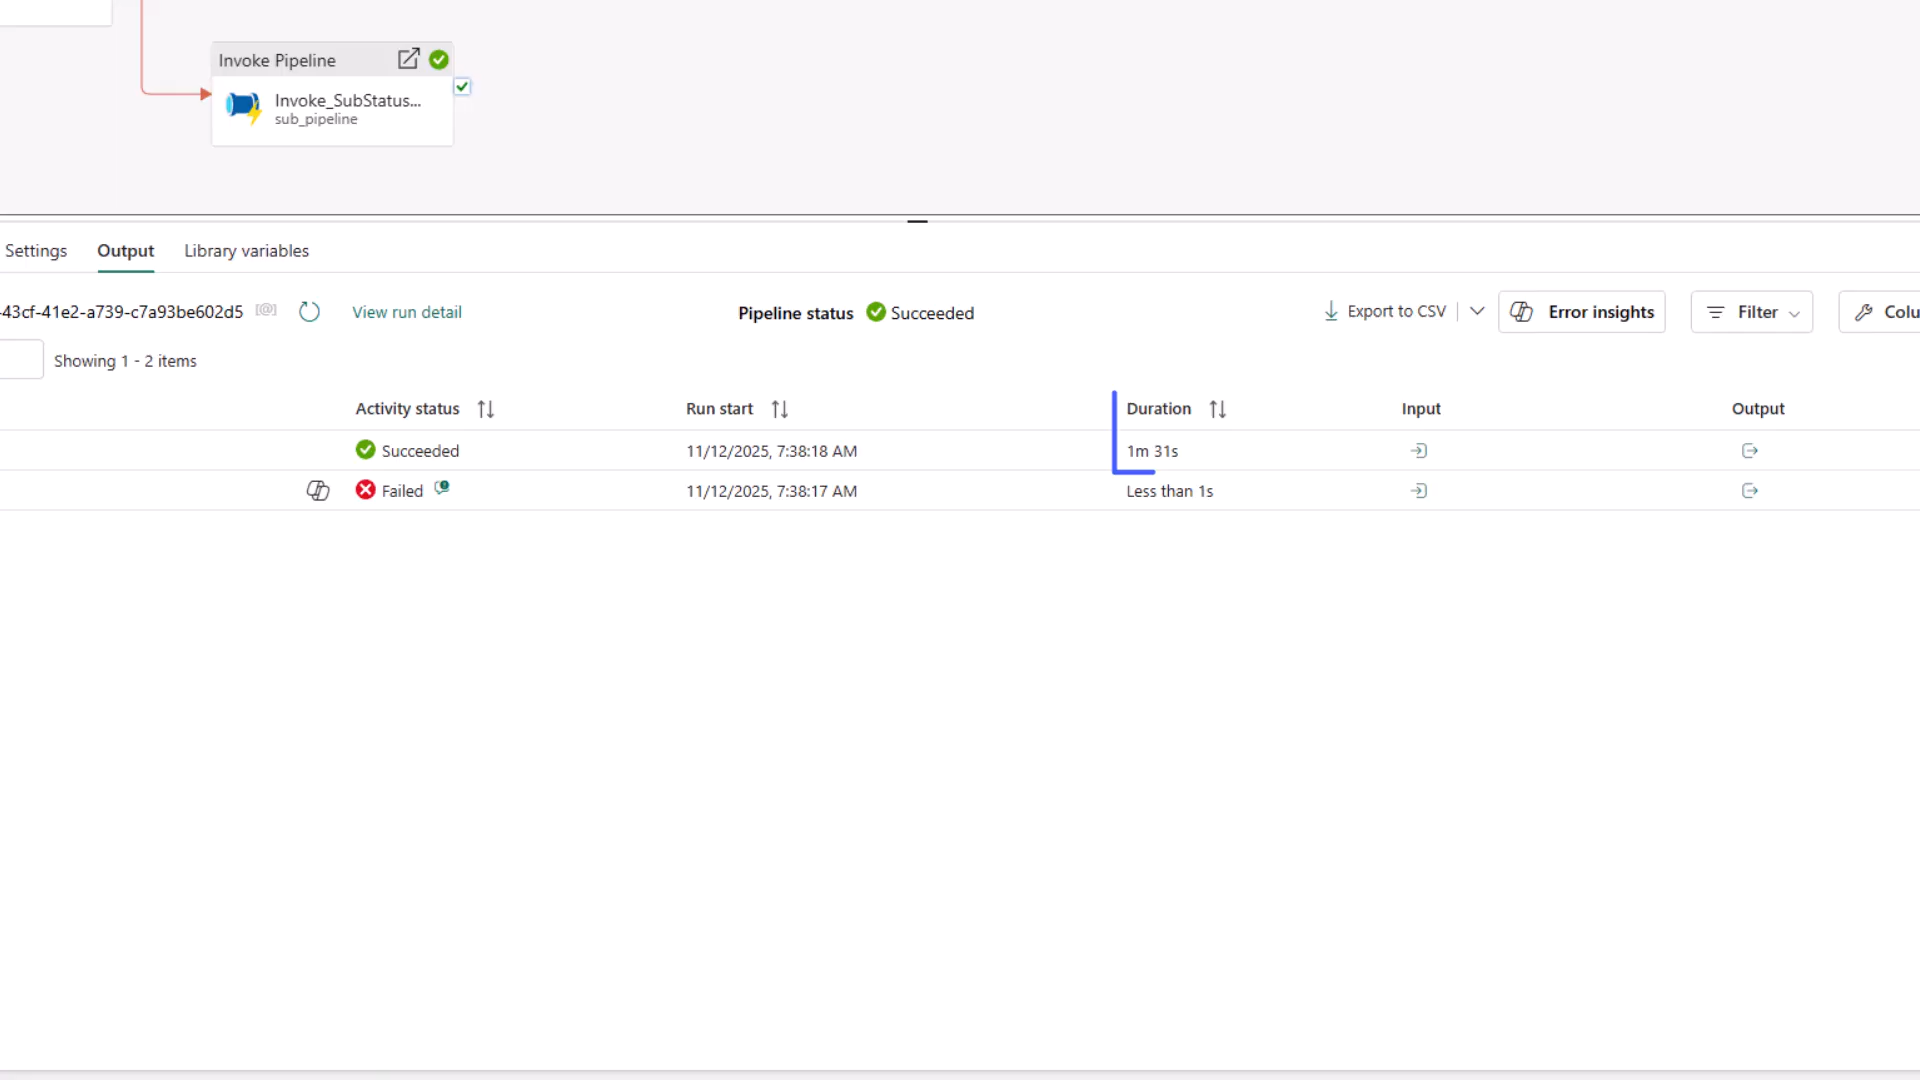 Invoke Pipeline
Invoke_SubStatus...
sub_pipeline
Settings Output Library variables
-43cf-41e2-a739-c7a93be602d5 [@] View run detail Pipeline status Succeeded Export to CSV Error insights Filter Colu
Showing 1 - 2 items
Activity status Run start Duration Input Output
Succeeded 11/12/2025, 7:38:18 AM 1m 31s
Failed 11/12/2025, 7:38:17 AM Less than 1s